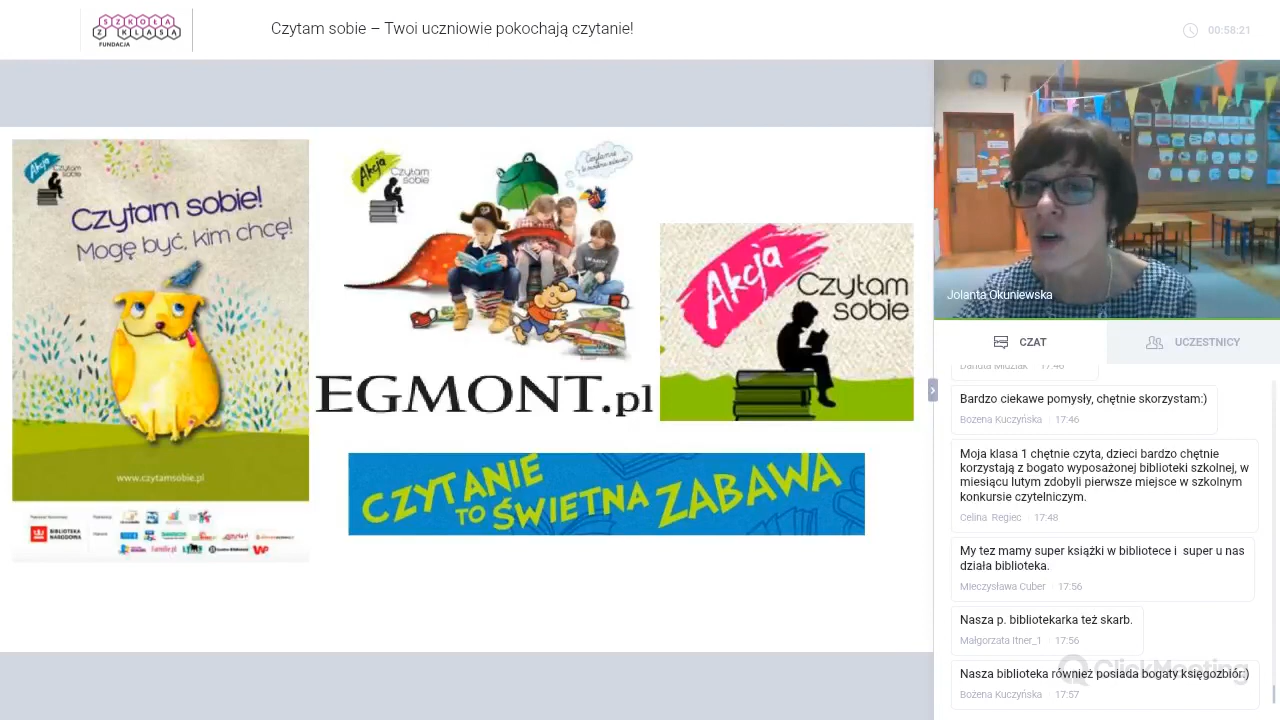 SZKOŁA
Z KLASĄ
FUNDACJA
Czytam sobie – Twoi uczniowie pokochają czytanie!
00:58:21
Akcja
Czytam
sobie
Czytam sobie!
Mogę być, kim chcę!
www.czytamsobie.pl
BIBLIOTEKA
NARODOWA
Akcja
Czytam
sobie
Czytanie
EGMONT.pl
Akcja
Czytam
sobie
CZYTANIE
TO ŚWIETNA ZABAWA
Jolanta Okuniewska
CZAT
UCZESTNICY
Danuta Midziak 17:46
Bardzo ciekawe pomysły, chętnie skorzystam:)
Bożena Kuczyńska 17:46
Moja klasa 1 chętnie czyta, dzieci bardzo chętnie
korzystają z bogato wyposażonej biblioteki szkolnej, w
miesiącu lutym zdobyli pierwsze miejsce w szkolnym
konkursie czytelniczym.
Celina Regiec 17:48
My tez mamy super książki w bibliotece i super u nas
działa biblioteka.
Mieczysława Cuber 17:56
Nasza p. bibliotekarka też skarb.
Małgorzata Itner_1 17:56
ClickMeeting
Nasza biblioteka również posiada bogaty księgozbiór:)
Bożena Kuczyńska 17:57